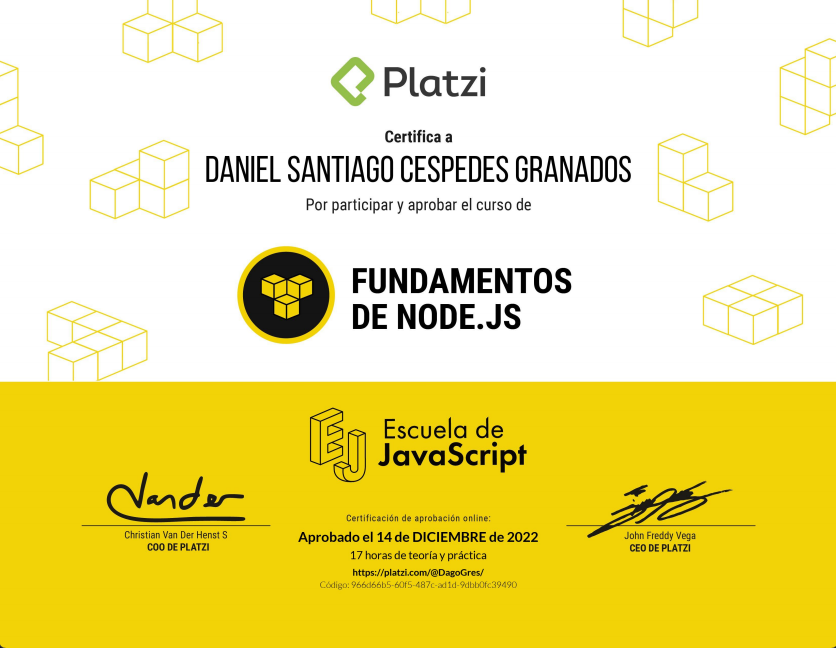 Platzi
Certifica a
DANIEL SANTIAGO CESPEDES GRANADOS
Por participar y aprobar el curso de
FUNDAMENTOS
DE NODE.JS
EJ
Escuela de
JavaScript
Vander
Christian Van Der Henst S
COO DE PLATZI
Certificación de aprobación online:
Aprobado el 14 de DICIEMBRE de 2022
17 horas de teoría y práctica
https://platzi.com/@DagoGres/
Código: 966d66b5-60f5-487c-ad1d-9dbb0fc39490
John Freddy Vega
CEO DE PLATZI